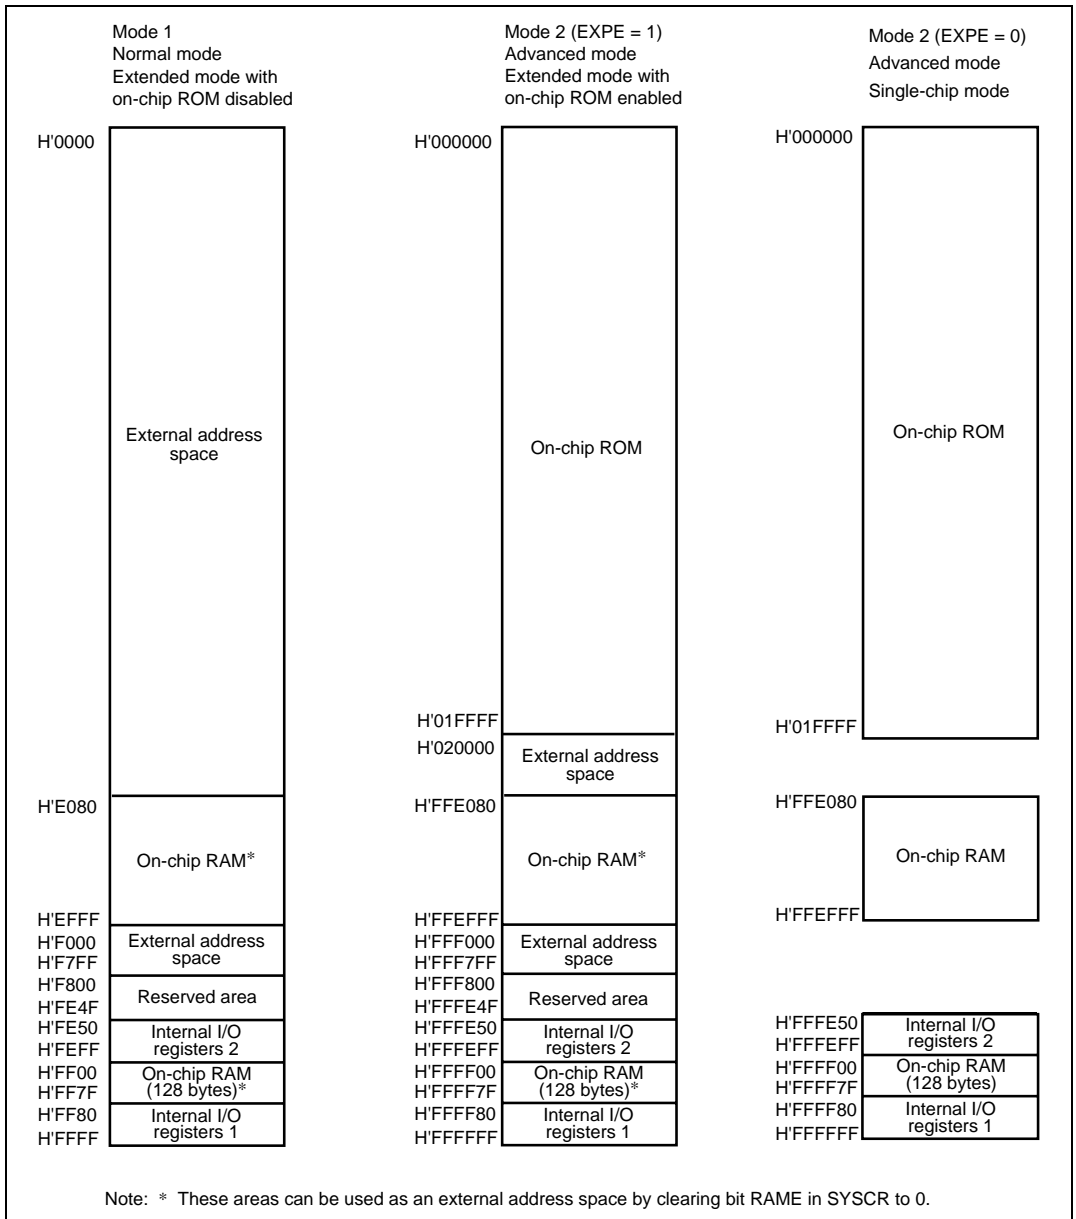 Mode 1
Normal mode
Extended mode with
on-chip ROM disabled
H'0000
External address
space
H'E080
On-chip RAM*
H'EFFF
H'F000
External address
space
H'F7FF
H'F800
Reserved area
H'FE4F
H'FE50
Internal I/O
registers 2
H'FEFF
H'FF00
On-chip RAM
(128 bytes)*
H'FF7F
H'FF80
Internal I/O
registers 1
H'FFFF
Mode 2 (EXPE = 1)
Advanced mode
Extended mode with
on-chip ROM enabled
H'000000
On-chip ROM
H'01FFFF
H'020000
External address
space
H'FFE080
On-chip RAM*
H'FFEFFF
H'FFF000
External address
space
H'FFF7FF
H'FFF800
Reserved area
H'FFFE4F
H'FFFE50
Internal I/O
registers 2
H'FFFEFF
H'FFFF00
On-chip RAM
(128 bytes)*
H'FFFF7F
H'FFFF80
Internal I/O
registers 1
H'FFFFFF
Mode 2 (EXPE = 0)
Advanced mode
Single-chip mode
H'000000
On-chip ROM
H'01FFFF
H'FFE080
On-chip RAM
H'FFEFFF
H'FFFE50
Internal I/O
registers 2
H'FFFEFF
H'FFFF00
On-chip RAM
(128 bytes)
H'FFFF7F
H'FFFF80
Internal I/O
registers 1
H'FFFFFF
Note: * These areas can be used as an external address space by clearing bit RAME in SYSCR to 0.